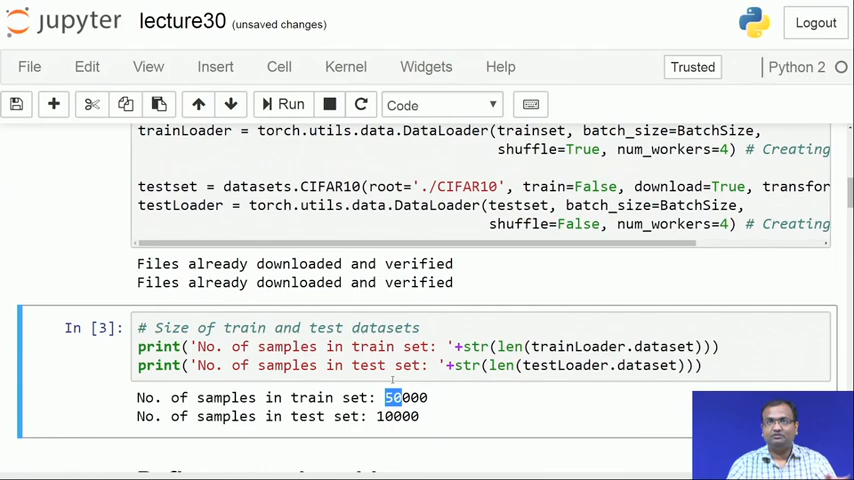 jupyter lecture30 (unsaved changes) Logout
File Edit View Insert Cell Kernel Widgets Help Trusted Python 2
Run Code
trainLoader = torch.utils.data.DataLoader(trainset, batch_size=BatchSize,
shuffle=True, num_workers=4) # Creating
testset = datasets.CIFAR10(root='./CIFAR10', train=False, download=True, transfor
testLoader = torch.utils.data.DataLoader(testset, batch_size=BatchSize,
shuffle=False, num_workers=4) # Creating
Files already downloaded and verified
Files already downloaded and verified
In [3]: # Size of train and test datasets
print('No. of samples in train set: '+str(len(trainLoader.dataset)))
print('No. of samples in test set: '+str(len(testLoader.dataset)))
No. of samples in train set: 50000
No. of samples in test set: 10000